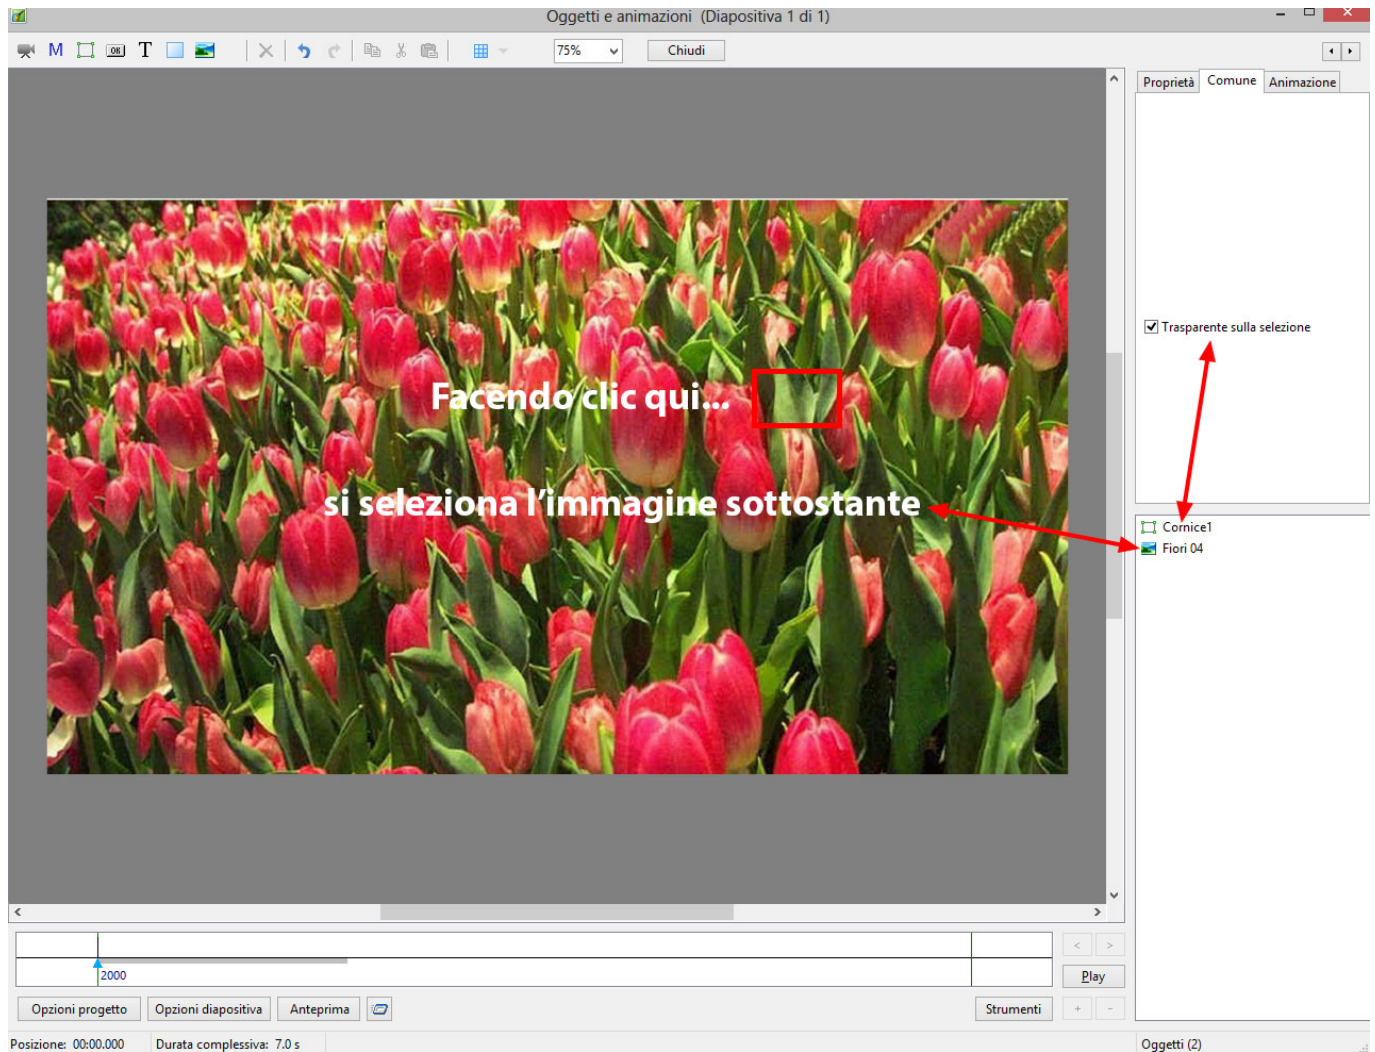 Oggetti e animazioni (Diapositiva 1 di 1)
M OK T 75% Chiudi
Proprietà Comune Animazione
Trasparente sulla selezione
Facendo clic qui...
si seleziona l'immagine sottostante
Cornice1
Fiori 04
2000
Play
Opzioni progetto Opzioni diapositiva Anteprima Strumenti
Posizione: 00:00.000 Durata complessiva: 7.0 s Oggetti (2)